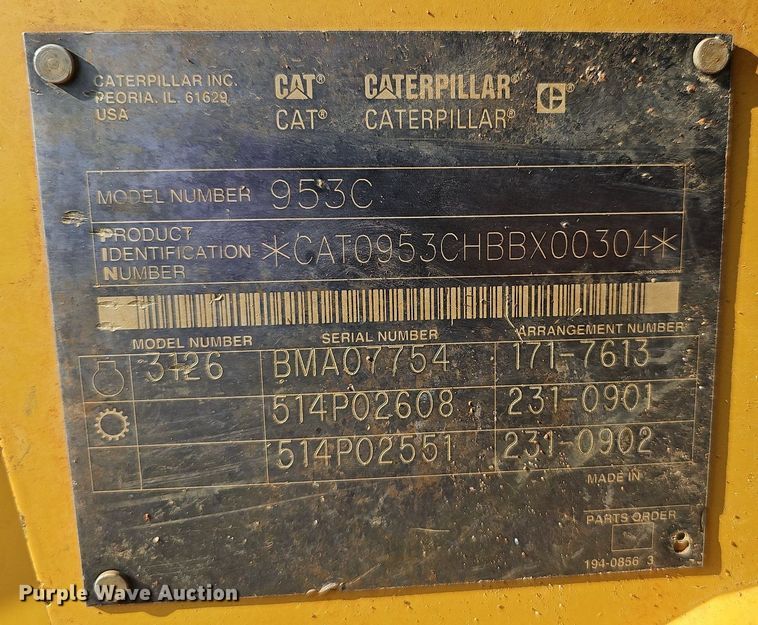 CATERPILLAR INC.
PEORIA, IL. 61629
USA
CAT® CATERPILLAR®
CAT® CATERPILLAR®
MODEL NUMBER 953C
PRODUCT IDENTIFICATION NUMBER *CAT0953CHBBX00304*
MODEL NUMBER SERIAL NUMBER ARRANGEMENT NUMBER
3126 BMA07754 171-7613
514P02608 231-0901
514P02551 231-0902
MADE IN
PARTS ORDER
194-0856 3
Purple Wave Auction